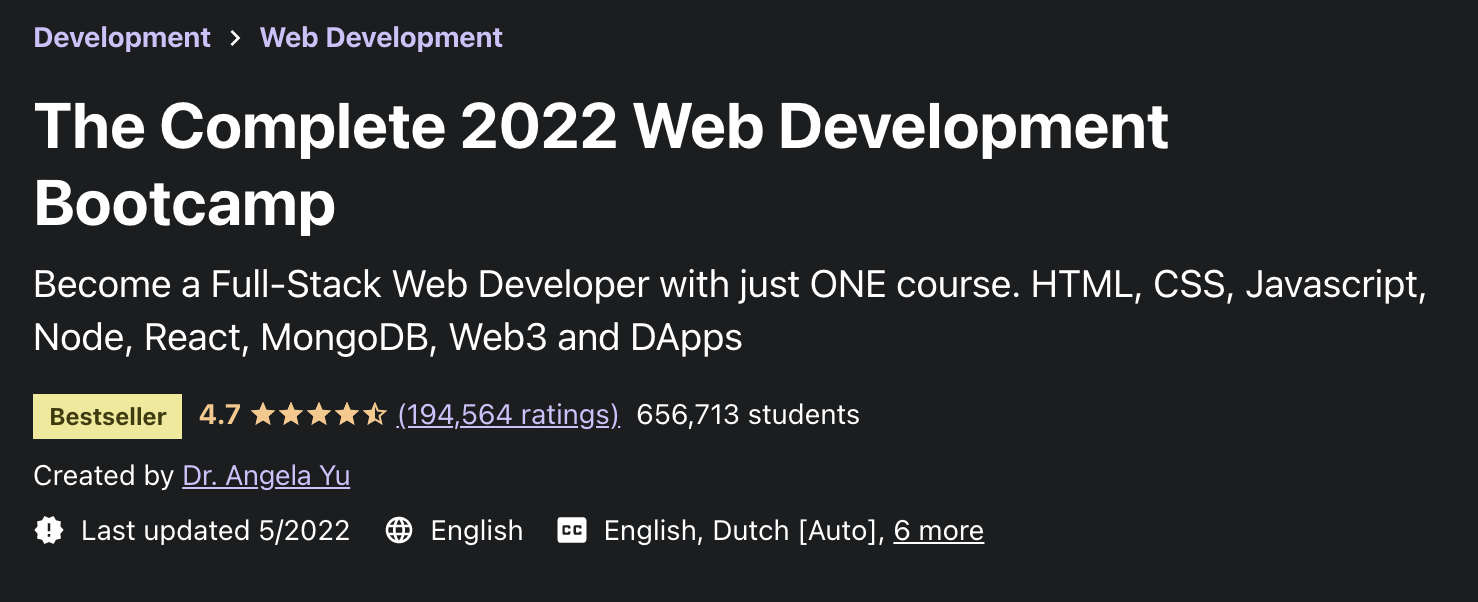 Development > Web Development
The Complete 2022 Web Development
Bootcamp
Become a Full-Stack Web Developer with just ONE course. HTML, CSS, Javascript,
Node, React, MongoDB, Web3 and DApps
Bestseller 4.7 (194,564 ratings) 656,713 students
Created by Dr. Angela Yu
Last updated 5/2022 English CC English, Dutch [Auto], 6 more